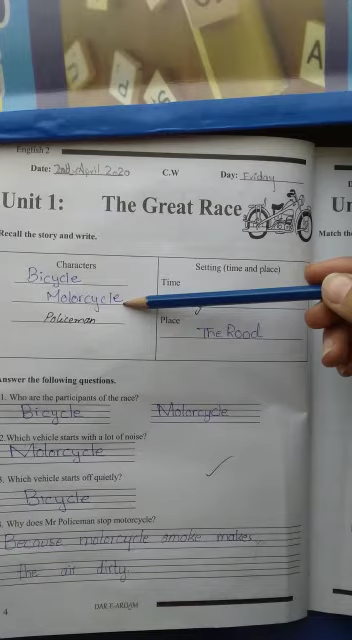 English 2
Date: 2nd April 2020 C.W Day: Friday
Unit 1: The Great Race
Recall the story and write.
Characters
Bicycle
Motorcycle
Policeman
Setting (time and place)
Time
Place
The Road
Answer the following questions.
1. Who are the participants of the race?
Bicycle Motorcycle
2.Which vehicle starts with a lot of noise?
Motorcycle
3. Which vehicle starts off quietly?
Bicycle
4. Why does Mr Policeman stop motorcycle?
Because motorcycle smoke makes
the air dirty.
4 DAR-E-ARQAM
Un
Match the
A